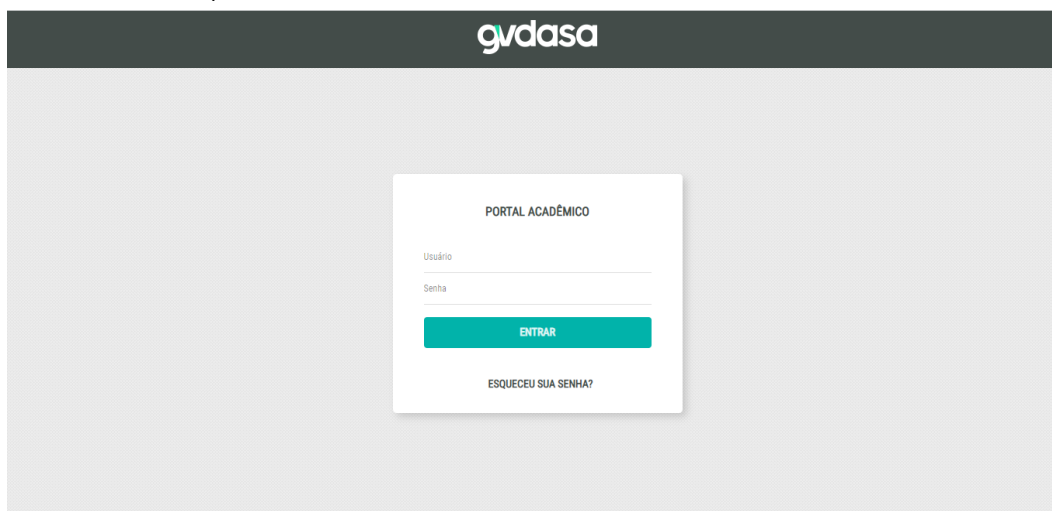 gvdasa
PORTAL ACADÊMICO
Usuário
Senha
ENTRAR
ESQUECEU SUA SENHA?